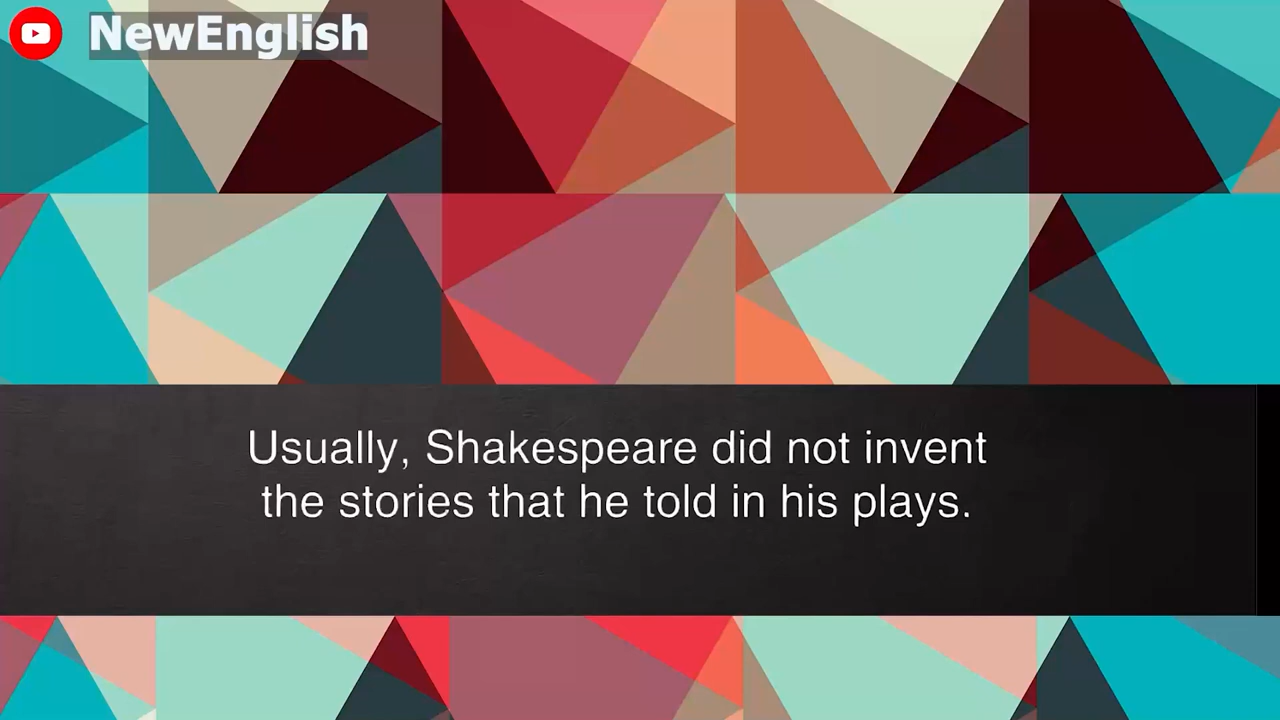 NewEnglish
Usually, Shakespeare did not invent
the stories that he told in his plays.